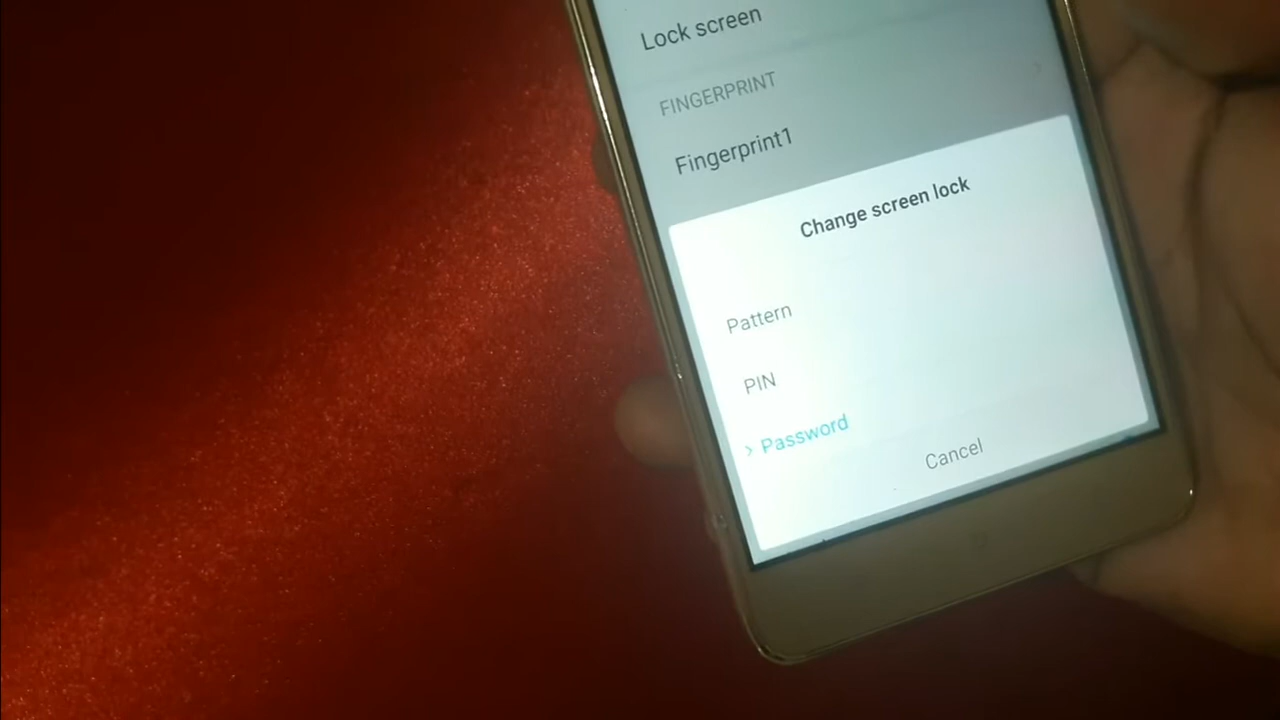 Lock screen
FINGERPRINT
Fingerprint1
Change screen lock
Pattern
PIN
› Password
Cancel